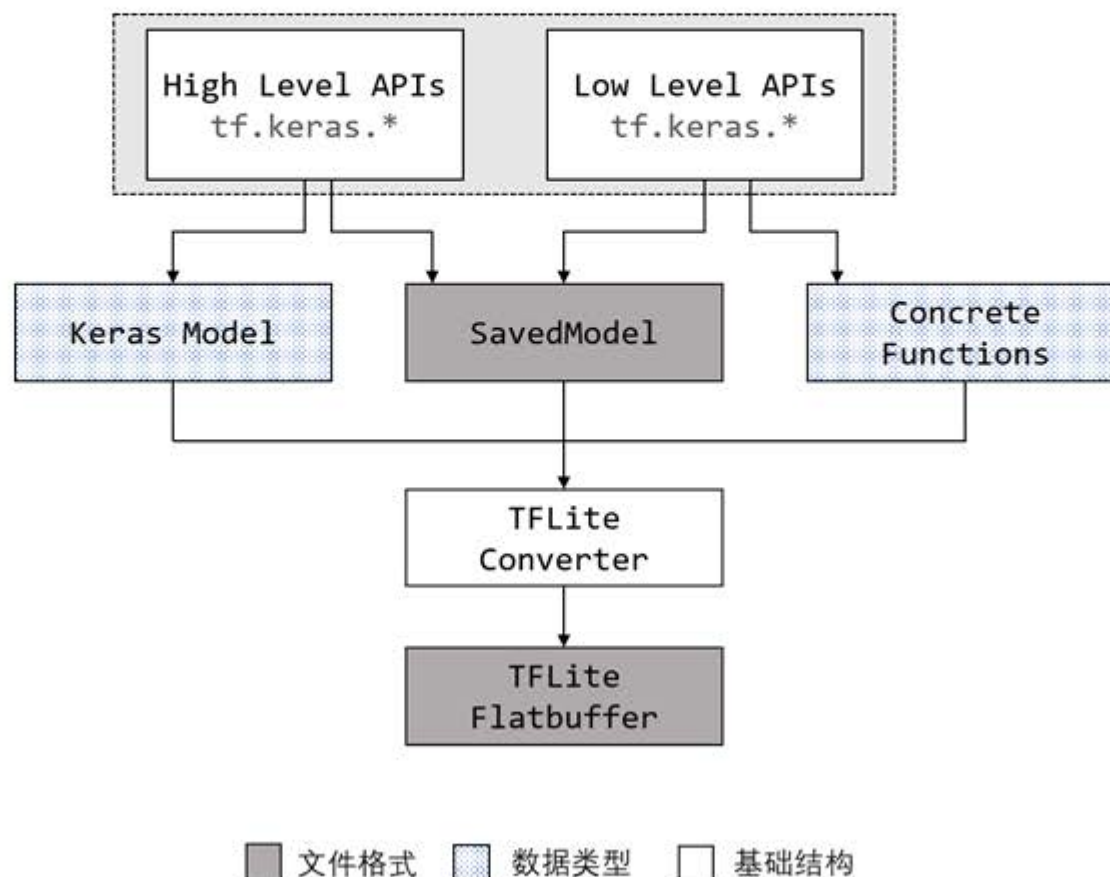 High Level APIs
tf.keras.*
Low Level APIs
tf.keras.*
Keras Model
SavedModel
Concrete
Functions
TFLite
Converter
TFLite
Flatbuffer
文件格式 数据类型 基础结构